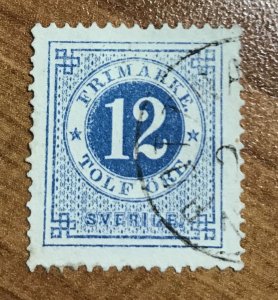 FRIMÄRKE
12
TOLF ÖRE
SVERIGE